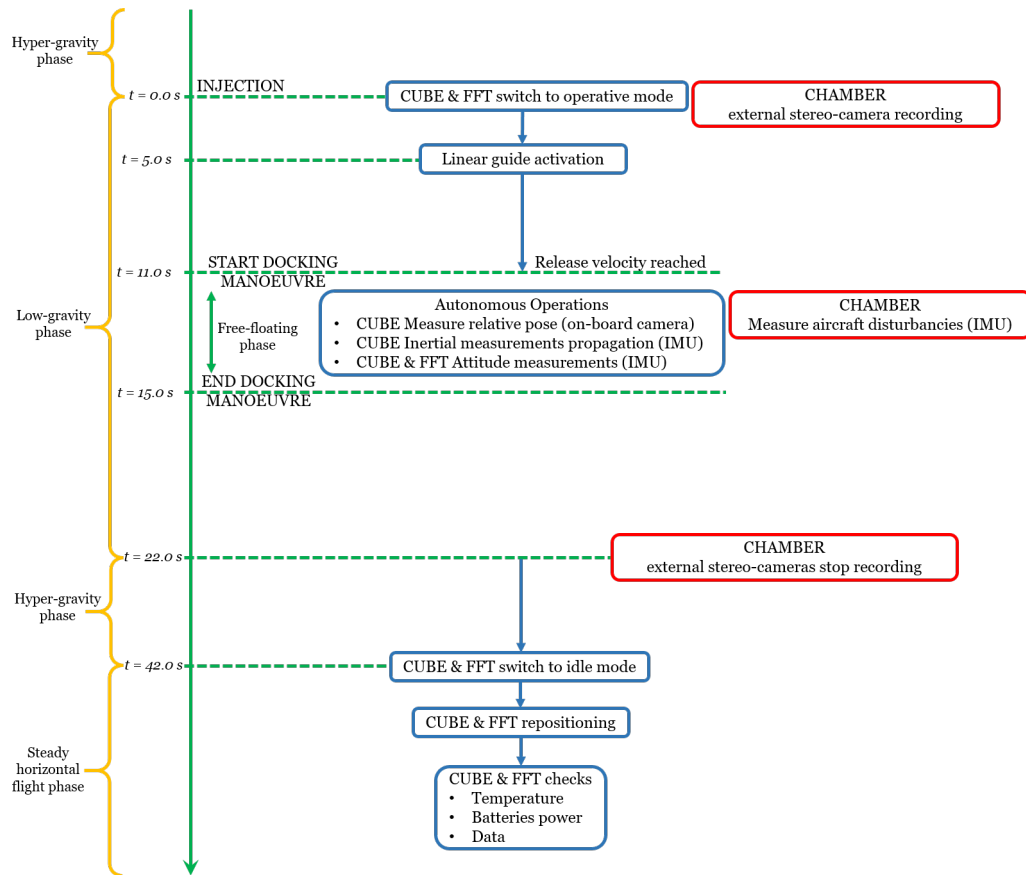 Hyper-gravity
phase
t = 0.0 s
INJECTION
CUBE & FFT switch to operative mode
CHAMBER
external stereo-camera recording
t = 5.0 s
Linear guide activation
START DOCKING
MANOEUVRE
t = 11.0 s
Release velocity reached
Low-gravity
phase
Free-floating
phase
Autonomous Operations
• CUBE Measure relative pose (on-board camera)
• CUBE Inertial measurements propagation (IMU)
• CUBE & FFT Attitude measurements (IMU)
CHAMBER
Measure aircraft disturbancies (IMU)
END DOCKING
MANOEUVRE
t = 15.0 s
t = 22.0 s
CHAMBER
external stereo-cameras stop recording
Hyper-gravity
phase
t = 42.0 s
CUBE & FFT switch to idle mode
CUBE & FFT repositioning
Steady
horizontal
flight phase
CUBE & FFT checks
• Temperature
• Batteries power
• Data